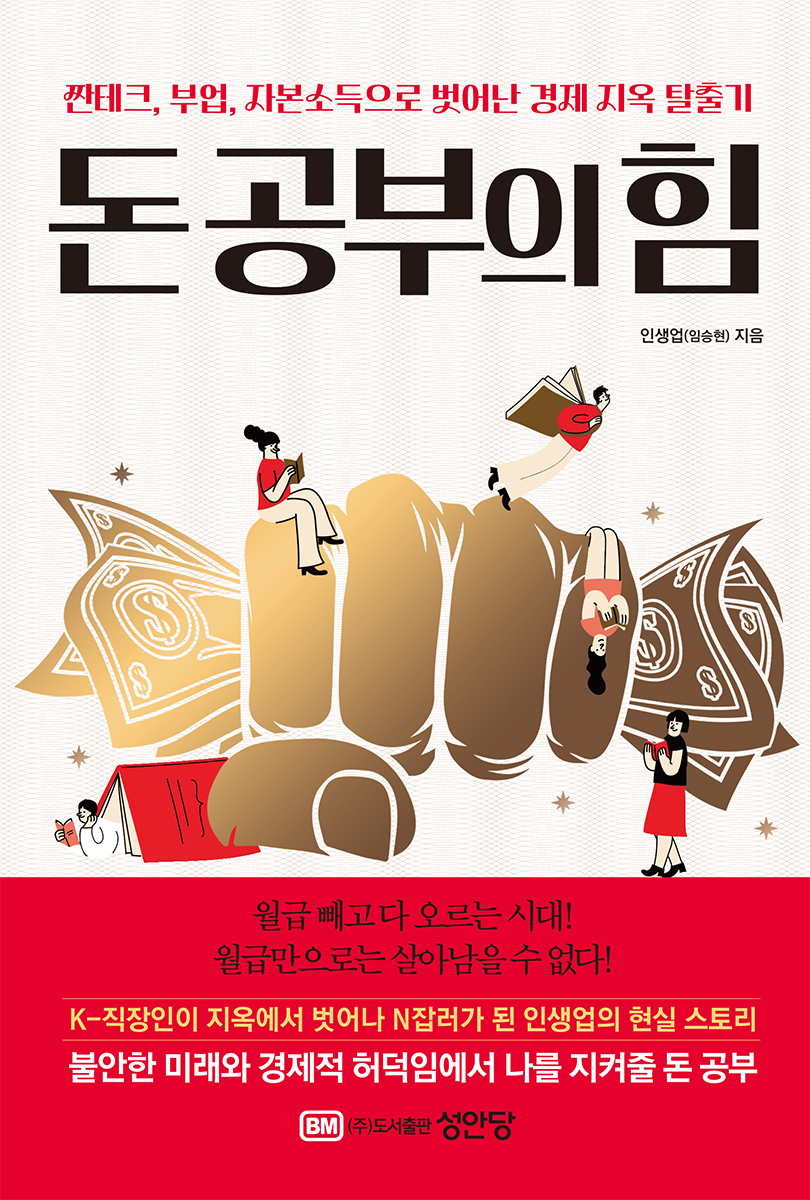 짠테크, 부업, 자본소득으로 벗어난 경제 지옥 탈출기
돈 공부의 힘
인생업(임승현) 지음
월급 빼고 다 오르는 시대!
월급만으로는 살아남을 수 없다!
K-직장인이 지옥에서 벗어나 N잡러가 된 인생업의 현실 스토리
불안한 미래와 경제적 허덕임에서 나를 지켜줄 돈 공부
BM (주)도서출판 성안당